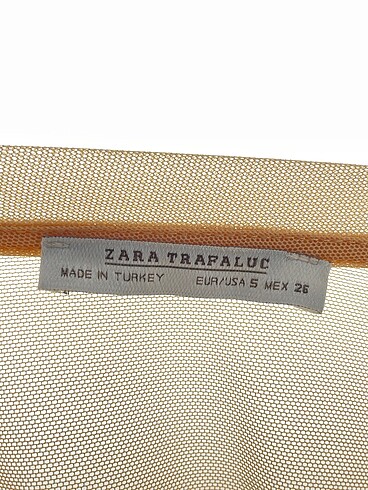 ZARA TRAFALUC
MADE IN TURKEY EUR/USA S MEX 26